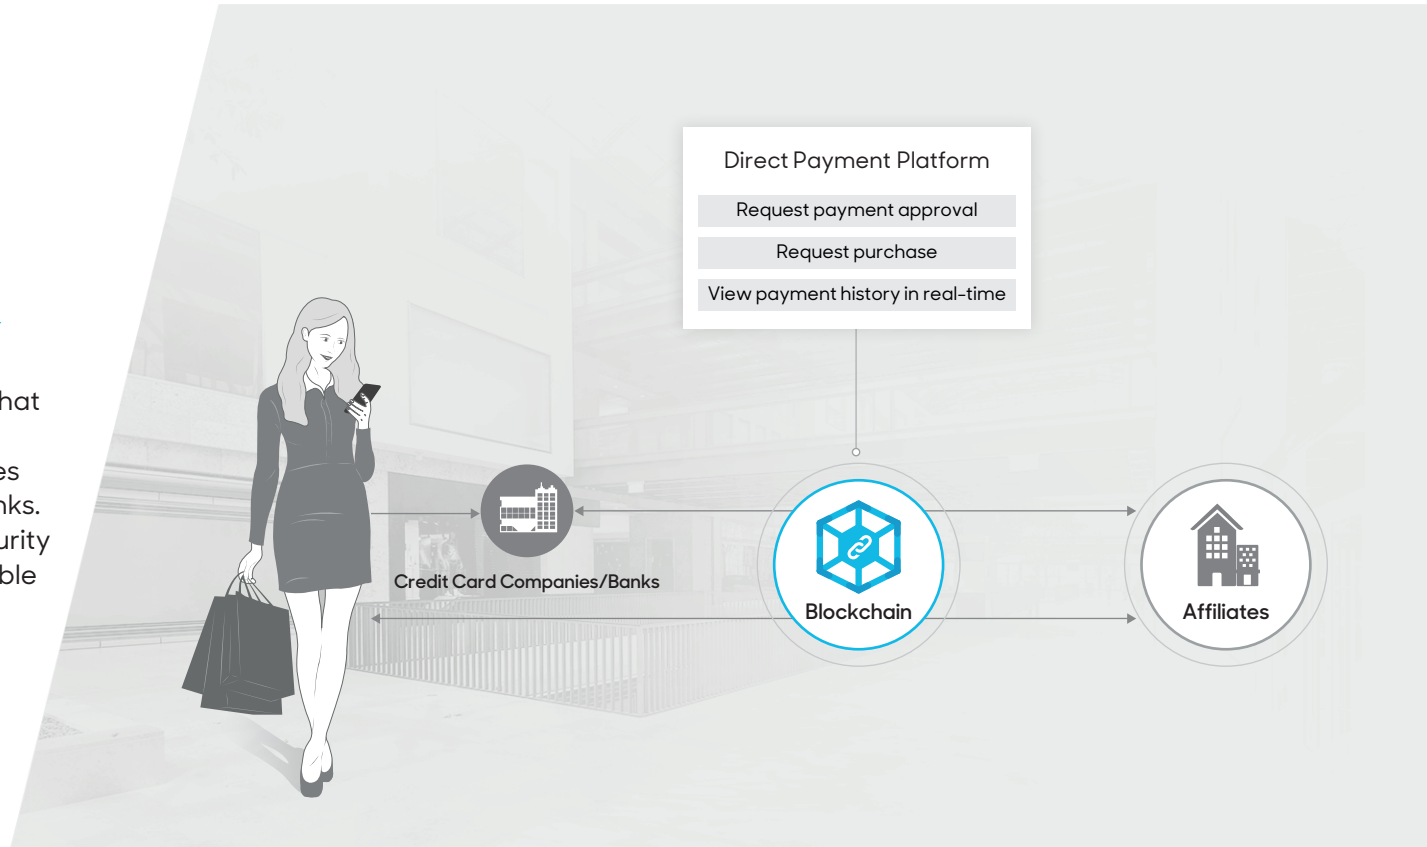 hat
es
nks.
urity
ble
Direct Payment Platform
Request payment approval
Request purchase
View payment history in real-time
Credit Card Companies/Banks
Blockchain
Affiliates